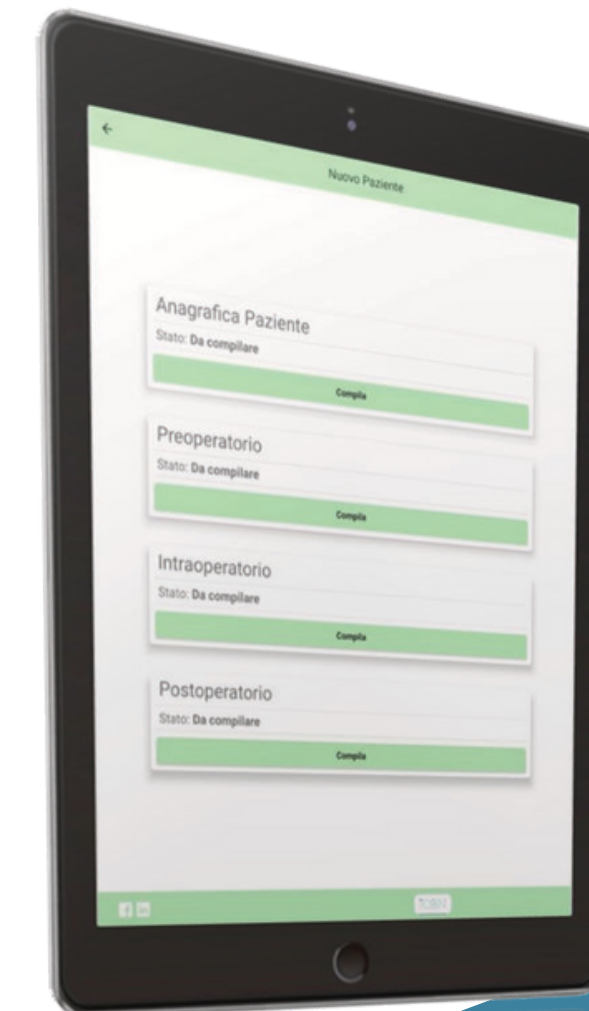 Nuovo Paziente
Anagrafica Paziente
Stato: Da compilare
Compila
Preoperatorio
Stato: Da compilare
Compila
Intraoperatorio
Stato: Da compilare
Compila
Postoperatorio
Stato: Da compilare
Compila
f in